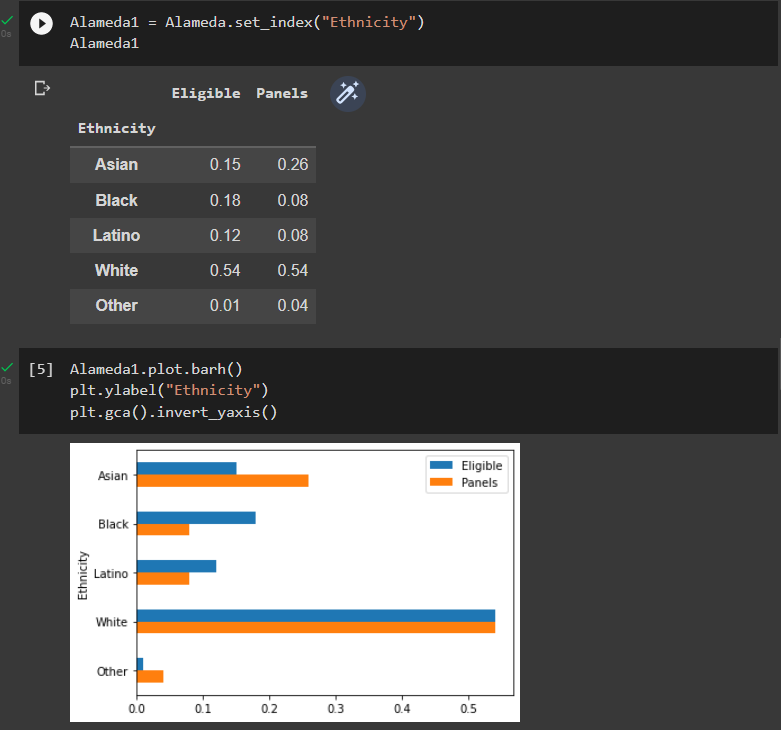 Alameda1 = Alameda.set_index("Ethnicity")
Alameda1
0s
Eligible Panels
Ethnicity
Asian 0.15 0.26
Black 0.18 0.08
Latino 0.12 0.08
White 0.54 0.54
Other 0.01 0.04
[5] Alameda1.plot.barh()
0s
plt.ylabel("Ethnicity")
plt.gca().invert_yaxis()
Eligible
Panels
Asian
Black
Latino
White
Other
Ethnicity
0.0 0.1 0.2 0.3 0.4 0.5